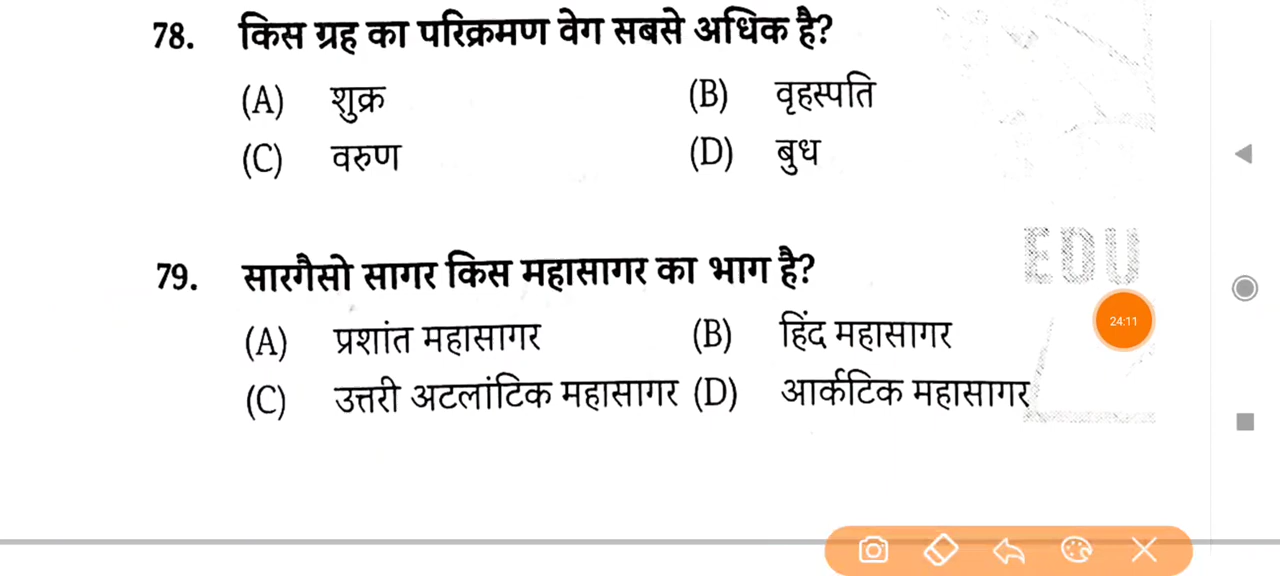 78. किस ग्रह का परिक्रमण वेग सबसे अधिक है?
(A) शुक्र (B) वृहस्पति
(C) वरुण (D) बुध
79. सारगैसो सागर किस महासागर का भाग है?
EDU
(A) प्रशांत महासागर (B) हिंद महासागर
24:11
(C) उत्तरी अटलांटिक महासागर (D) आर्कटिक महासागर